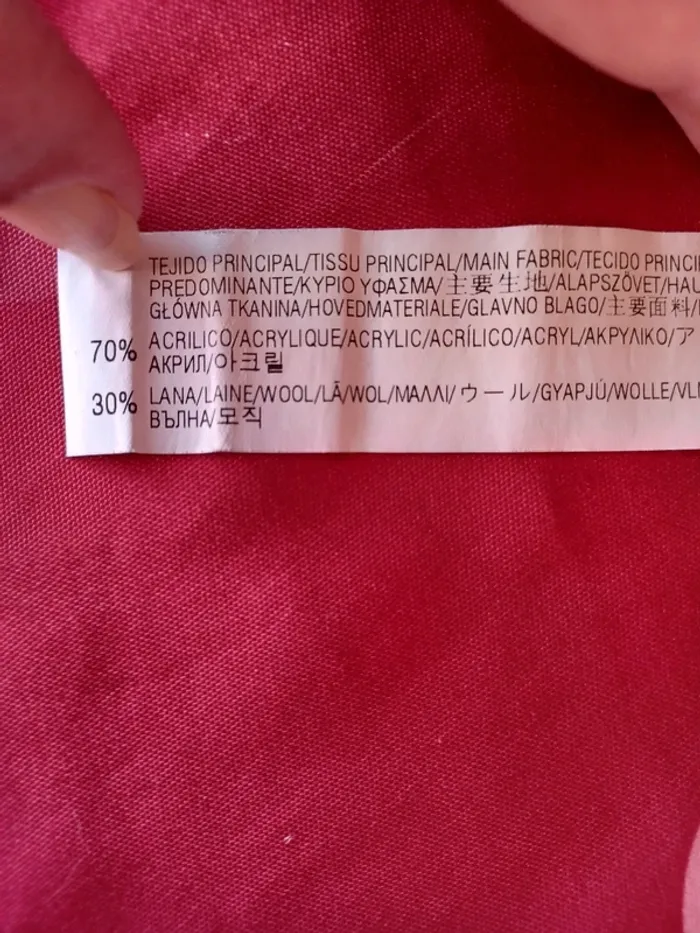 TEJIDO PRINCIPAL/TISSU PRINCIPAL/MAIN FABRIC/TECIDO PRINCI
PREDOMINANTE/ΚΥΡΙΟ ΥΦΑΣΜΑ/主要生地/ALAPSZÖVET/HAU
GŁÓWNA TKANINA/HOVEDMATERIALE/GLAVNO BLAGO/主要面料/
70% ACRILICO/ACRYLIQUE/ACRYLIC/ACRÍLICO/ACRYL/ΑΚΡΥΛΙΚΟ/ア
АКРИЛ/아크릴
30% LANA/LAINE/WOOL/LÃ/WOL/ΜΑΛΛΙ/ウール/GYAPJÚ/WOLLE/VLN
ВЪЛНА/모직